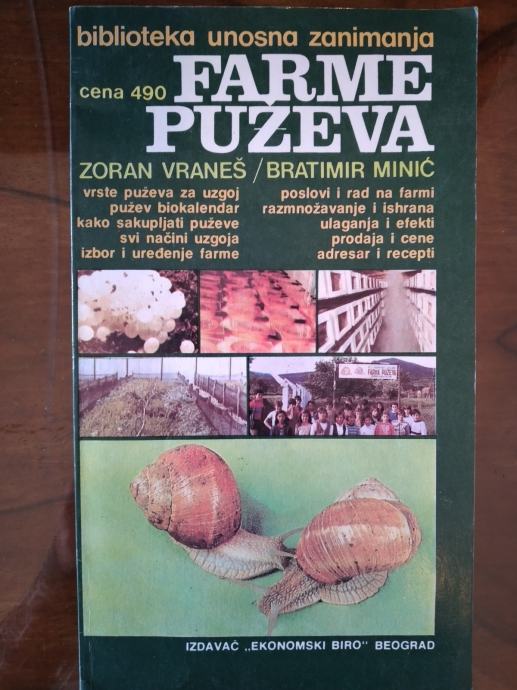 biblioteka unosna zanimanja
cena 490 FARME
PUŽEVA
ZORAN VRANEŠ / BRATIMIR MINIĆ
vrste puževa za uzgoj
pužev biokalendar
kako sakupljati puževe
svi načini uzgoja
izbor i uređenje farme
poslovi i rad na farmi
razmnožavanje i ishrana
ulaganja i efekti
prodaja i cene
adresar i recepti
FARMA PUŽEVA
IZDAVAČ „EKONOMSKI BIRO" BEOGRAD